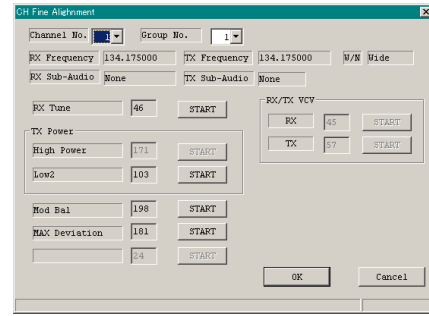 CH Fine Alighnment
Channel No. 1 Group No. 1
RX Frequency 134.175000 TX Frequency 134.175000 W/N Wide
RX Sub-Audio None TX Sub-Audio None
RX Tune 46 START
RX/TX VCV
RX 45 START
TX 57 START
TX Power
High Power 171 START
Low2 103 START
Mod Bal 198 START
MAX Deviation 181 START
24 START
OK Cancel